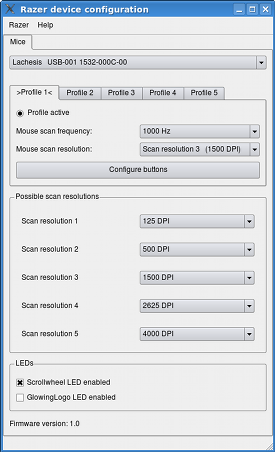 Razer device configuration
Razer Help
Mice
Lachesis USB-001 1532-000C-00
>Profile 1< Profile 2 Profile 3 Profile 4 Profile 5
Profile active
Mouse scan frequency: 1000 Hz
Mouse scan resolution: Scan resolution 3 (1500 DPI)
Configure buttons
Possible scan resolutions
Scan resolution 1 125 DPI
Scan resolution 2 500 DPI
Scan resolution 3 1500 DPI
Scan resolution 4 2625 DPI
Scan resolution 5 4000 DPI
LEDs
Scrollwheel LED enabled
GlowingLogo LED enabled
Firmware version: 1.0